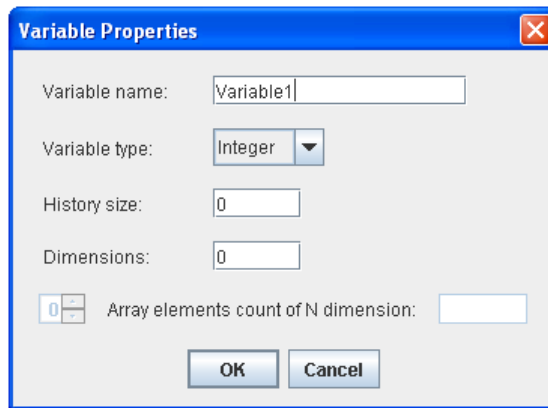 Variable Properties
Variable name: Variable1
Variable type: Integer
History size: 0
Dimensions: 0
0 Array elements count of N dimension:
OK Cancel